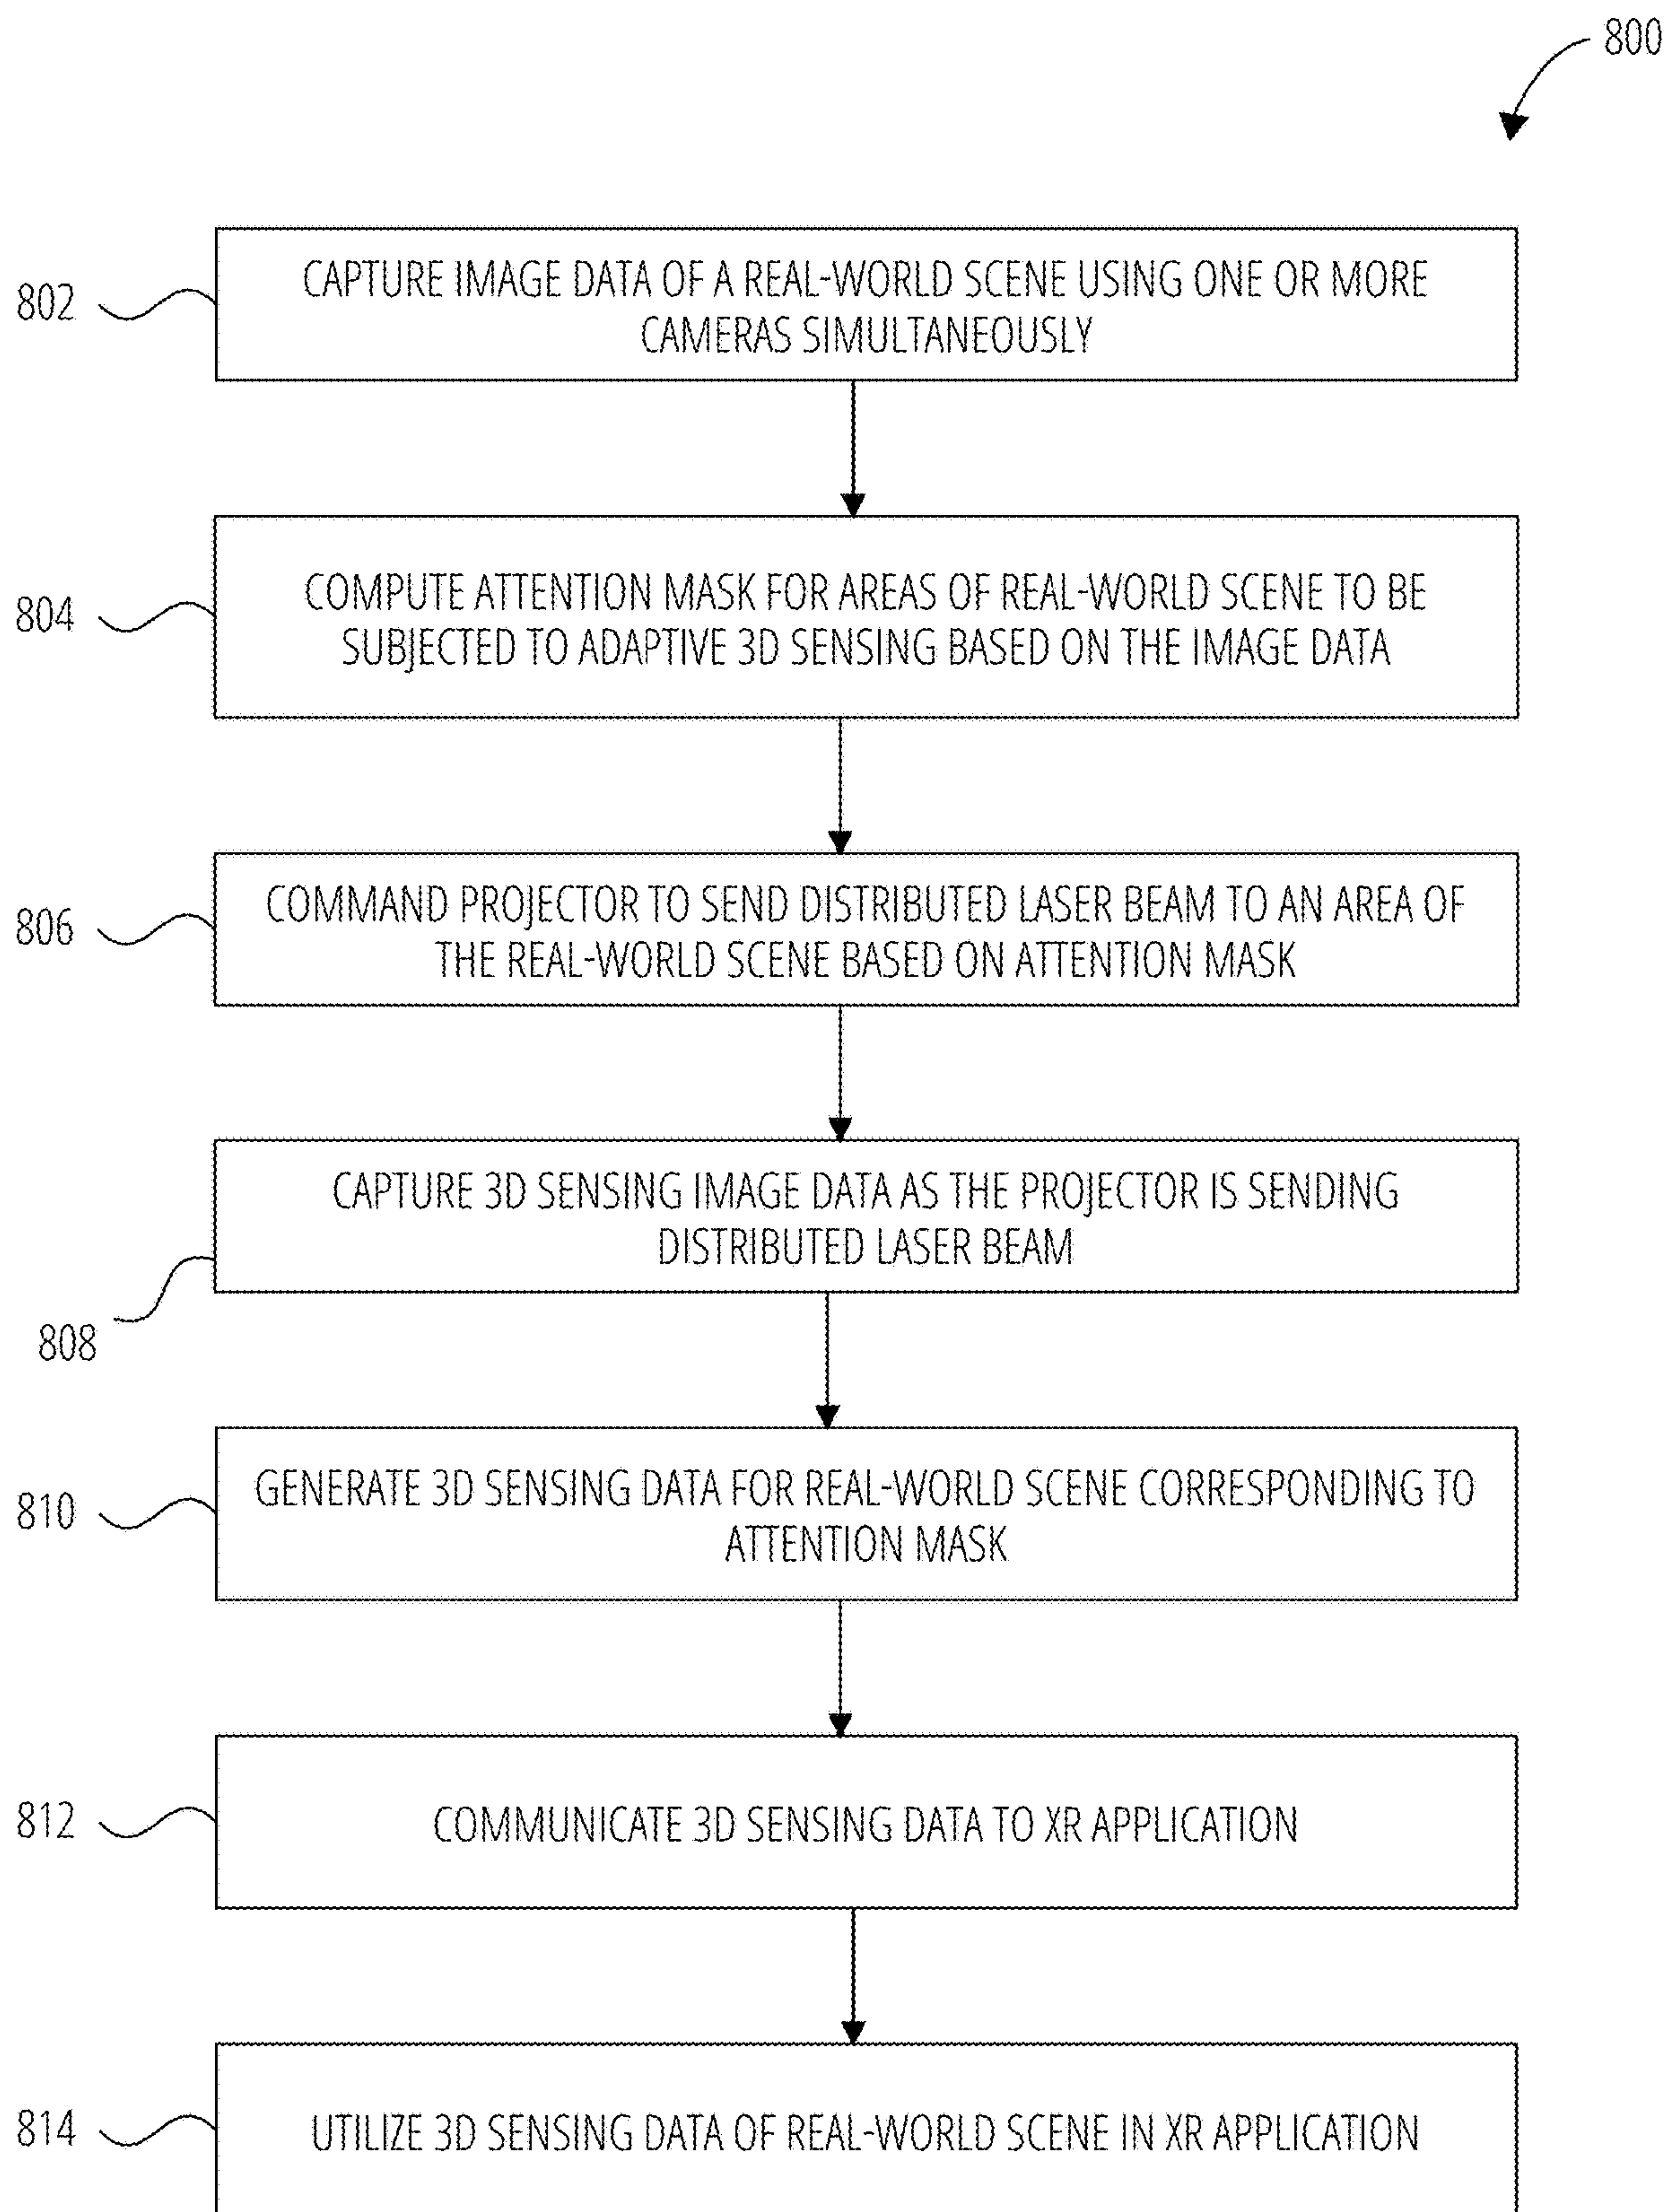 800
802
CAPTURE IMAGE DATA OF A REAL-WORLD SCENE USING ONE OR MORE
CAMERAS SIMULTANEOUSLY
804
COMPUTE ATTENTION MASK FOR AREAS OF REAL-WORLD SCENE TO BE
SUBJECTED TO ADAPTIVE 3D SENSING BASED ON THE IMAGE DATA
806
COMMAND PROJECTOR TO SEND DISTRIBUTED LASER BEAM TO AN AREA OF
THE REAL-WORLD SCENE BASED ON ATTENTION MASK
CAPTURE 3D SENSING IMAGE DATA AS THE PROJECTOR IS SENDING
DISTRIBUTED LASER BEAM
808
GENERATE 3D SENSING DATA FOR REAL-WORLD SCENE CORRESPONDING TO
ATTENTION MASK
810
812
COMMUNICATE 3D SENSING DATA TO XR APPLICATION
814
UTILIZE 3D SENSING DATA OF REAL-WORLD SCENE IN XR APPLICATION